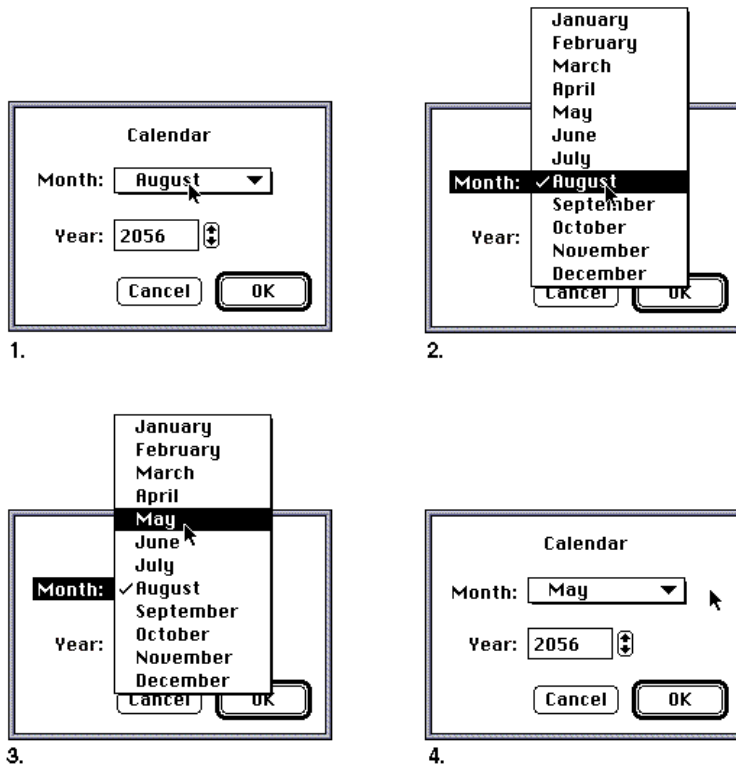 Calendar
Month: August
Year: 2056
Cancel OK
1.
January
February
March
April
May
June
July
Month: ✓August
September
Year: October
November
December
Cancel OK
2.
January
February
March
April
May
June
July
Month: ✓August
September
Year: October
November
December
Cancel OK
3.
Calendar
Month: May
Year: 2056
Cancel OK
4.